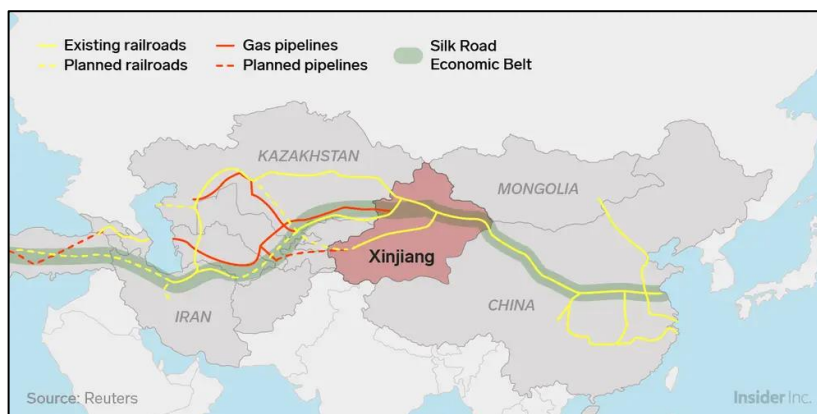 Existing railroads
Planned railroads
Gas pipelines
Planned pipelines
Silk Road
Economic Belt
KAZAKHSTAN
MONGOLIA
Xinjiang
CHINA
IRAN
Source: Reuters
Insider Inc.